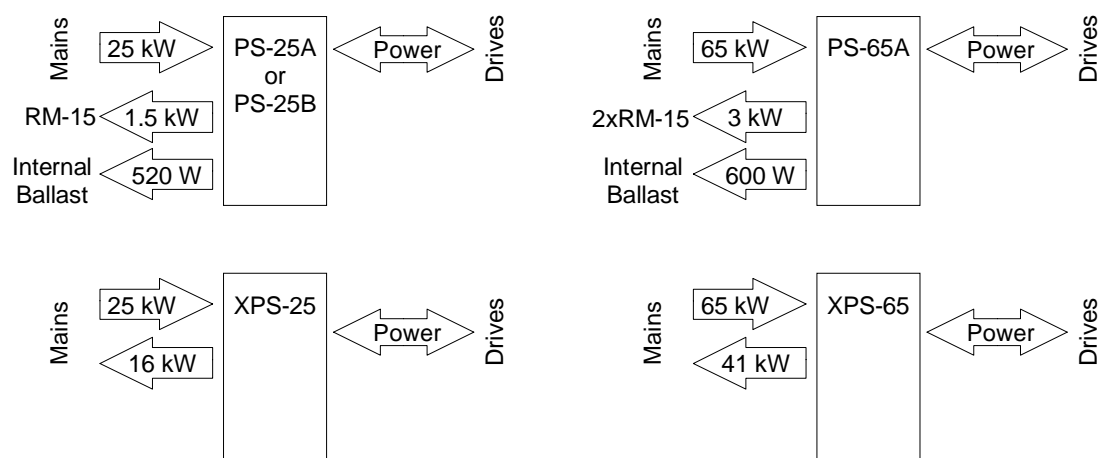 Mains
25 kW
PS-25A
or
PS-25B
Power
Drives
RM-15
1.5 kW
Internal
Ballast
520 W
Mains
65 kW
PS-65A
Power
Drives
2xRM-15
3 kW
Internal
Ballast
600 W
Mains
25 kW
XPS-25
Power
Drives
16 kW
Mains
65 kW
XPS-65
Power
Drives
41 kW